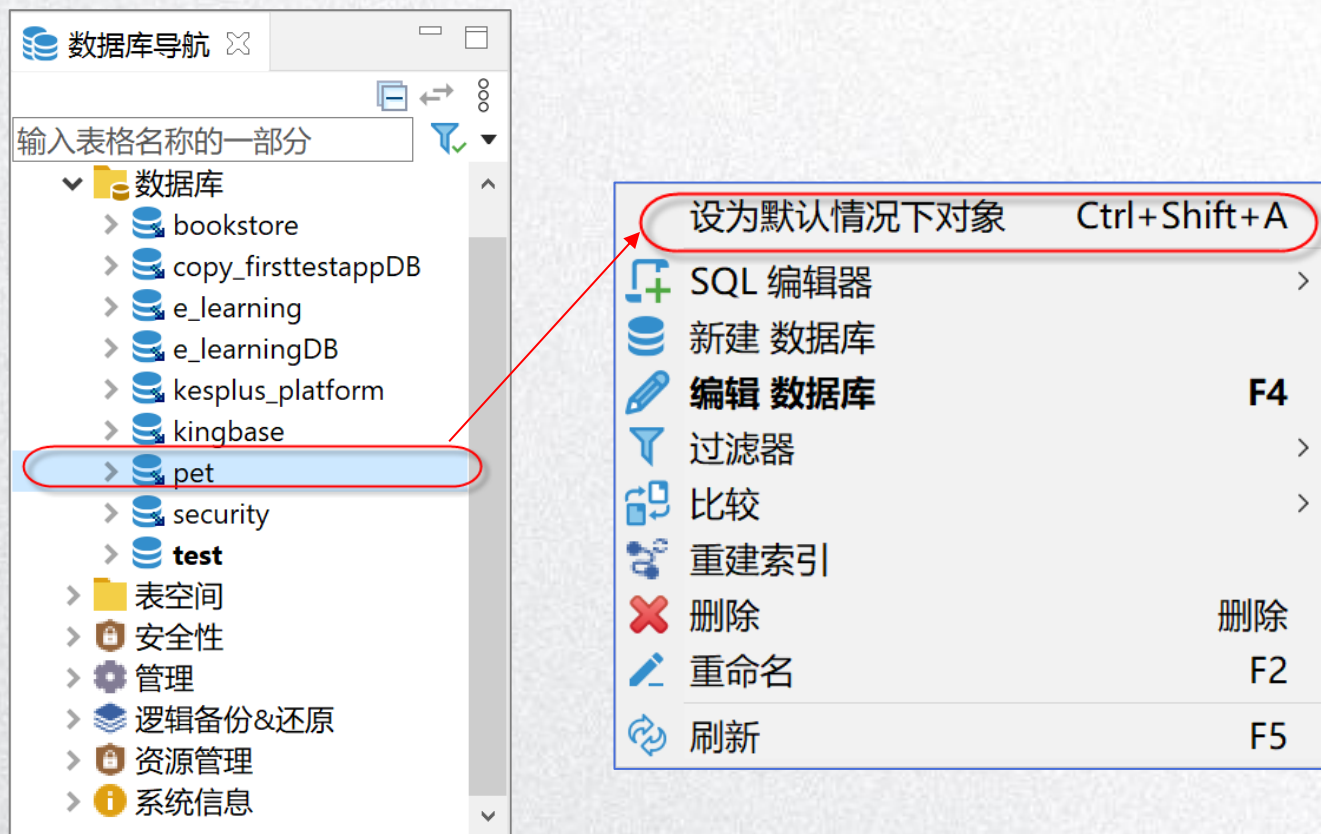 数据库导航
输入表格名称的一部分
数据库
bookstore
copy_firsttestappDB
e_learning
e_learningDB
kesplus_platform
kingbase
pet
security
test
表空间
安全性
管理
逻辑备份&还原
资源管理
系统信息
设为默认情况下对象 Ctrl+Shift+A
SQL 编辑器
新建 数据库
编辑 数据库 F4
过滤器
比较
重建索引
删除 删除
重命名 F2
刷新 F5